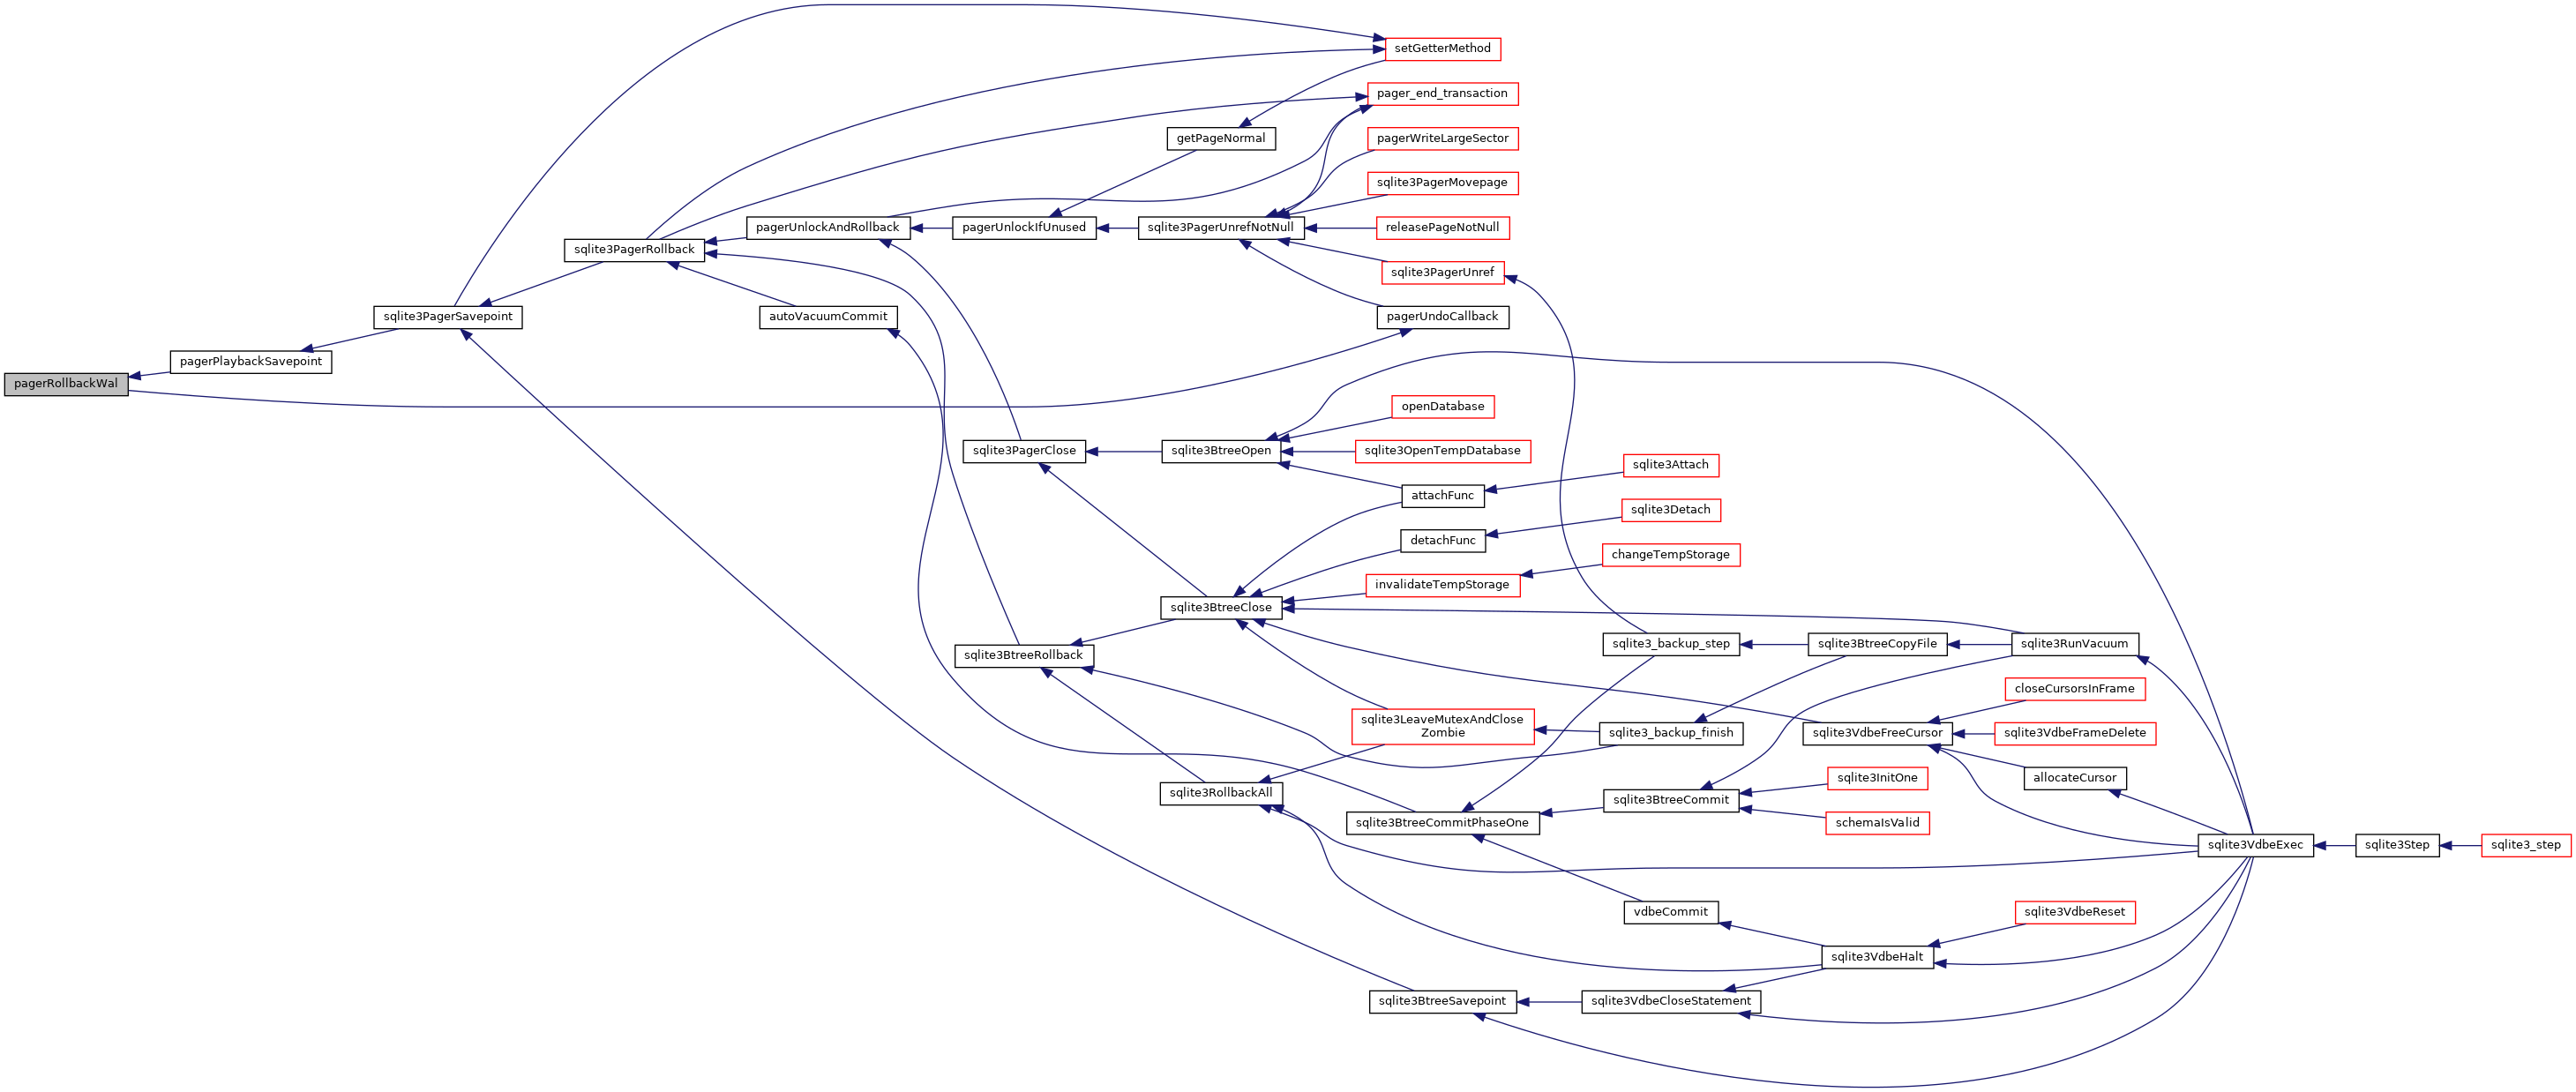 setGetterMethod
pager_end_transaction
getPageNormal
pagerWriteLargeSector
sqlite3PagerMovepage
pagerUnlockAndRollback
pagerUnlockIfUnused
sqlite3PagerUnrefNotNull
releasePageNotNull
sqlite3PagerRollback
sqlite3PagerUnref
sqlite3PagerSavepoint
autoVacuumCommit
pagerUndoCallback
pagerPlaybackSavepoint
pagerRollbackWal
openDatabase
sqlite3PagerClose
sqlite3BtreeOpen
sqlite3OpenTempDatabase
sqlite3Attach
attachFunc
sqlite3Detach
detachFunc
changeTempStorage
invalidateTempStorage
sqlite3BtreeClose
sqlite3_backup_step
sqlite3BtreeCopyFile
sqlite3RunVacuum
sqlite3BtreeRollback
closeCursorsInFrame
sqlite3LeaveMutexAndClose
Zombie
sqlite3_backup_finish
sqlite3VdbeFreeCursor
sqlite3VdbeFrameDelete
sqlite3InitOne
allocateCursor
sqlite3RollbackAll
sqlite3BtreeCommit
sqlite3BtreeCommitPhaseOne
schemaIsValid
sqlite3VdbeExec
sqlite3Step
sqlite3_step
vdbeCommit
sqlite3VdbeReset
sqlite3VdbeHalt
sqlite3BtreeSavepoint
sqlite3VdbeCloseStatement